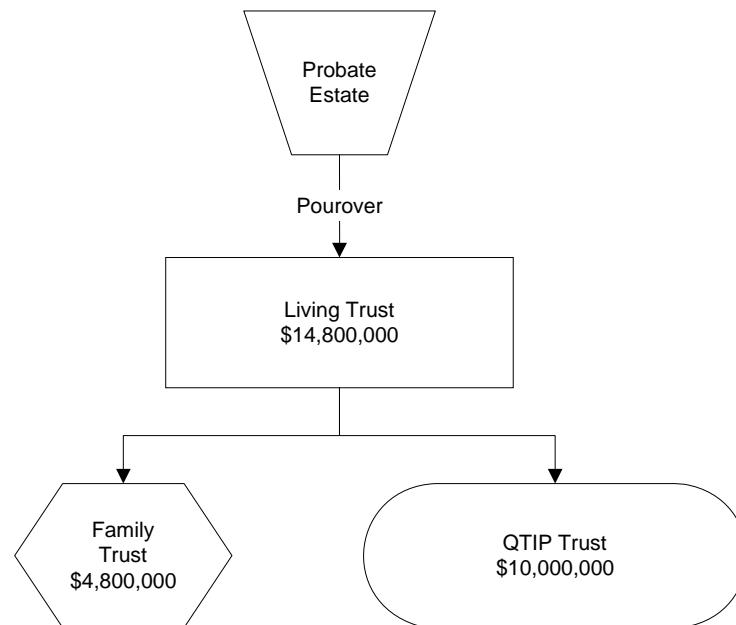 Probate
Estate
Pourover
Living Trust
$14,800,000
Family
Trust
$4,800,000
QTIP Trust
$10,000,000